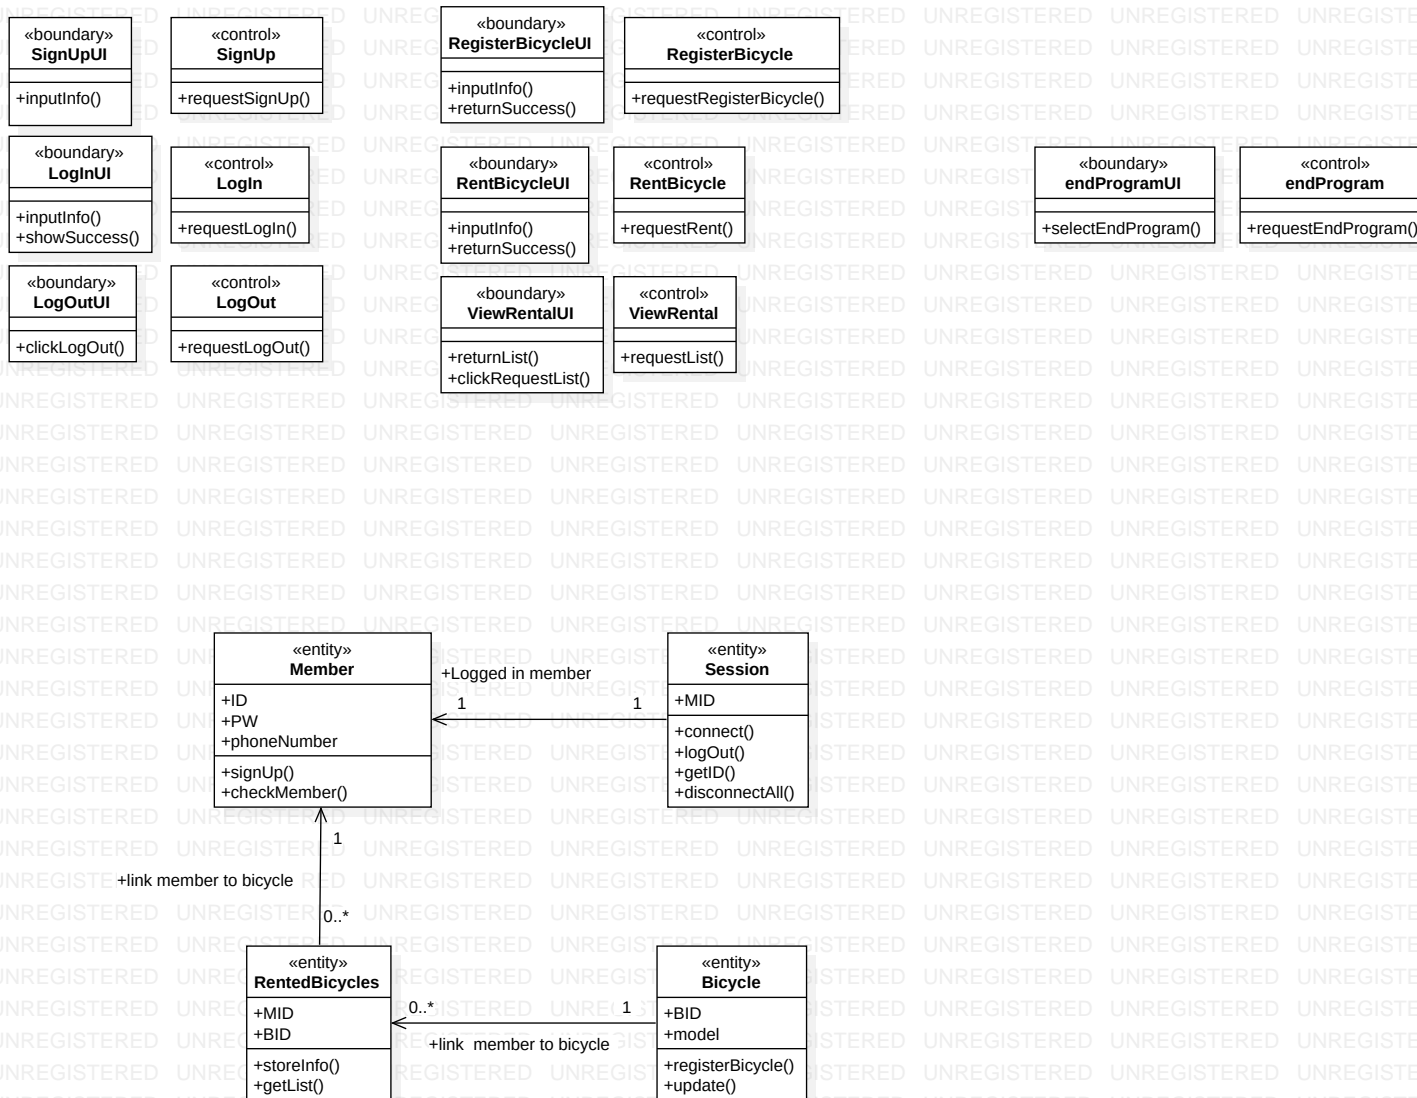 «boundary»
SignUpUI
+inputInfo()
«control»
SignUp
+requestSignUp()
«boundary»
RegisterBicycleUI
+inputInfo()
+returnSuccess()
«control»
RegisterBicycle
+requestRegisterBicycle()
«boundary»
LogInUI
+inputInfo()
+showSuccess()
«control»
LogIn
+requestLogIn()
«boundary»
RentBicycleUI
+inputInfo()
+returnSuccess()
«control»
RentBicycle
+requestRent()
«boundary»
endProgramUI
+selectEndProgram()
«control»
endProgram
+requestEndProgram()
«boundary»
LogOutUI
+clickLogOut()
«control»
LogOut
+requestLogOut()
«boundary»
ViewRentalUI
+returnList()
+clickRequestList()
«control»
ViewRental
+requestList()
«entity»
Member
+ID
+PW
+phoneNumber
+signUp()
+checkMember()
+Logged in member
1
1
«entity»
Session
+MID
+connect()
+logOut()
+getID()
+disconnectAll()
1
+link member to bicycle
0..*
«entity»
RentedBicycles
+MID
+BID
+storeInfo()
+getList()
0..*
1
+link  member to bicycle
«entity»
Bicycle
+BID
+model
+registerBicycle()
+update()
UNREGISTERED